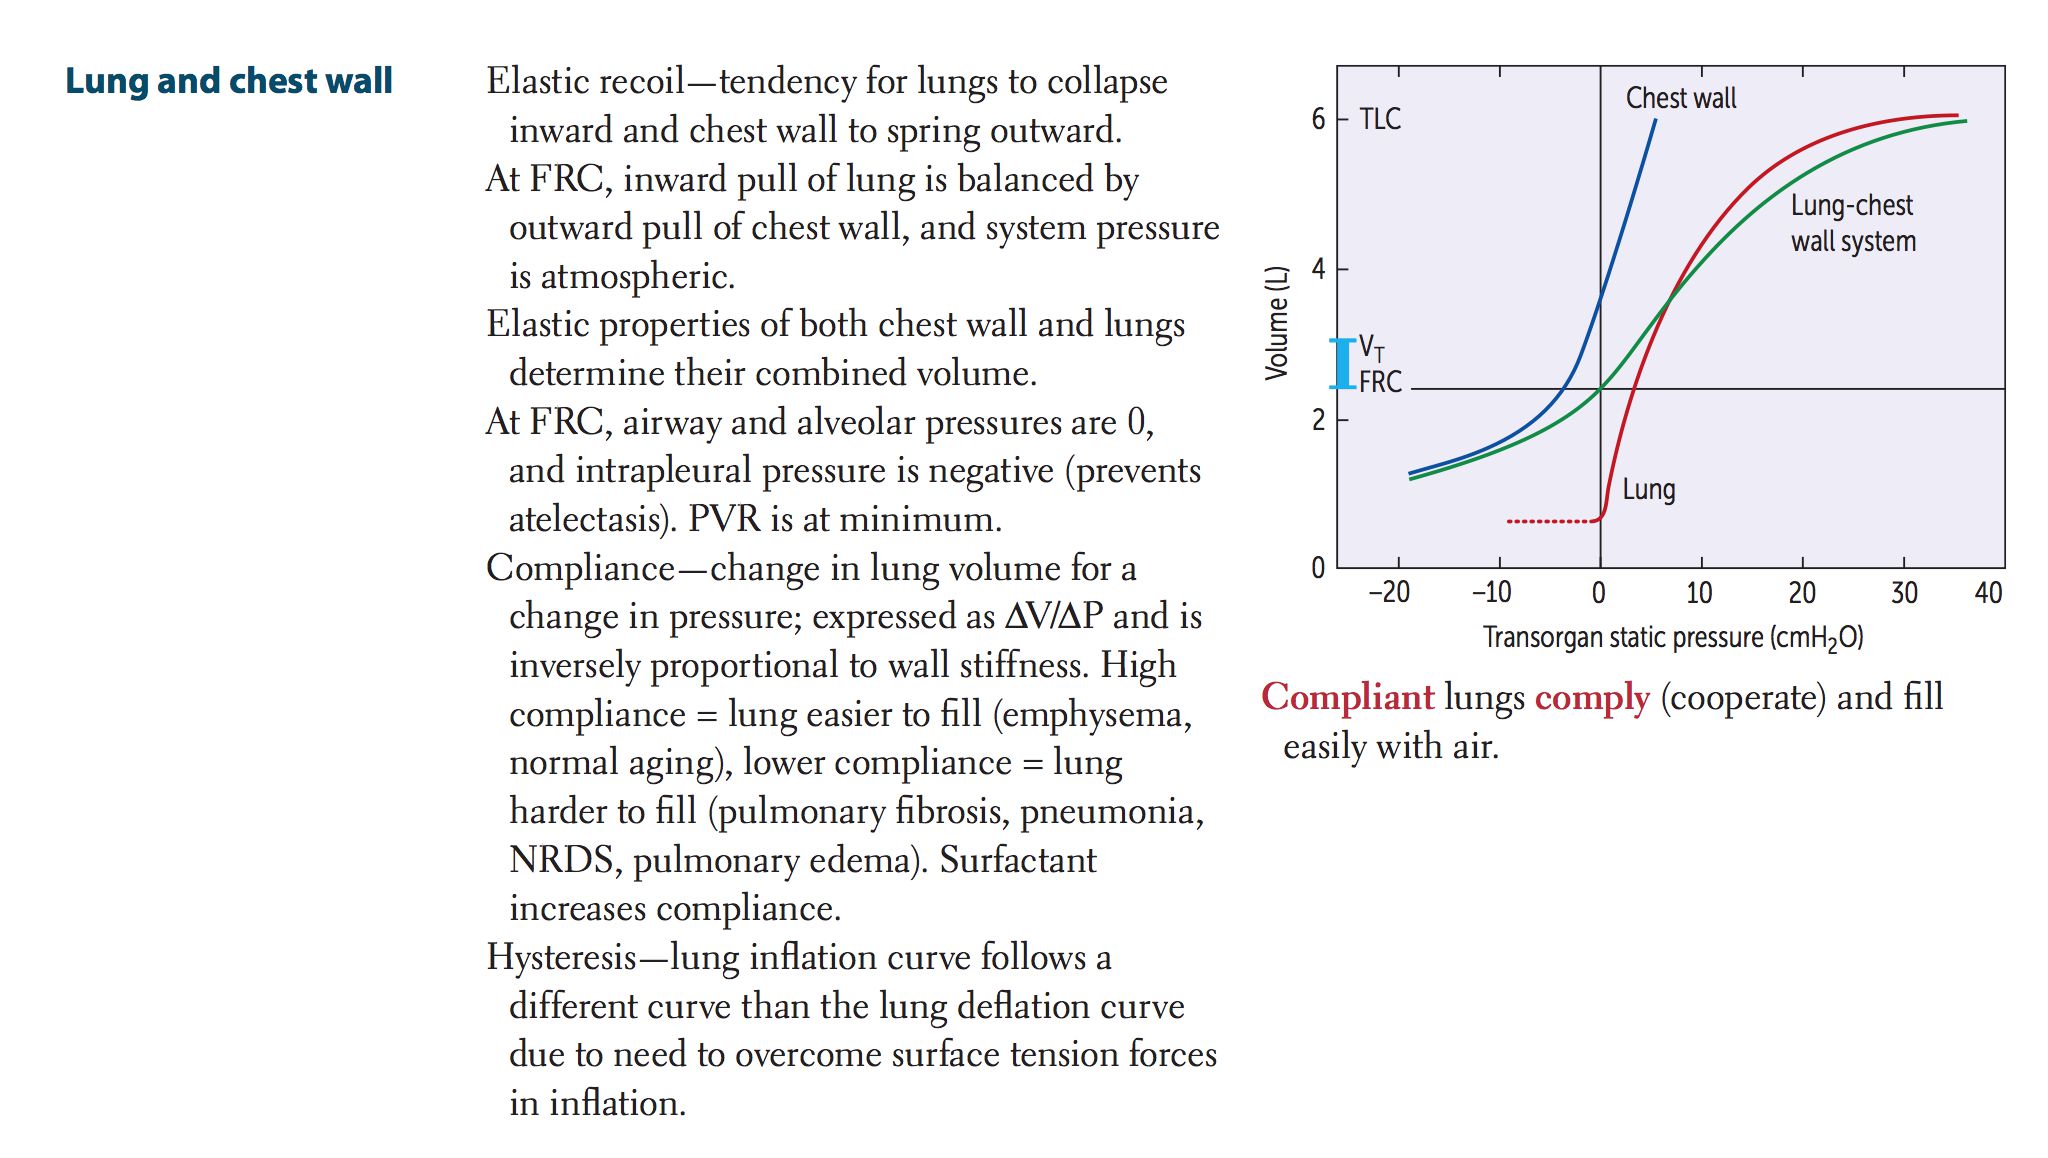 Lung and chest wall
Elastic recoil—tendency for lungs to collapse
inward and chest wall to spring outward.
At FRC, inward pull of lung is balanced by
outward pull of chest wall, and system pressure
is atmospheric.
Elastic properties of both chest wall and lungs
determine their combined volume.
At FRC, airway and alveolar pressures are 0,
and intrapleural pressure is negative (prevents
atelectasis). PVR is at minimum.
Compliance—change in lung volume for a
change in pressure; expressed as ΔV/ΔP and is
inversely proportional to wall stiffness. High
compliance = lung easier to fill (emphysema,
normal aging), lower compliance = lung
harder to fill (pulmonary fibrosis, pneumonia,
NRDS, pulmonary edema). Surfactant
increases compliance.
Hysteresis—lung inflation curve follows a
different curve than the lung deflation curve
due to need to overcome surface tension forces
in inflation.
Chest wall
6 TLC
Lung-chest
wall system
4
Volume (L)
VT
FRC
2
Lung
0
–20 –10 0 10 20 30 40
Transorgan static pressure (cmH2O)
Compliant lungs comply (cooperate) and fill
easily with air.